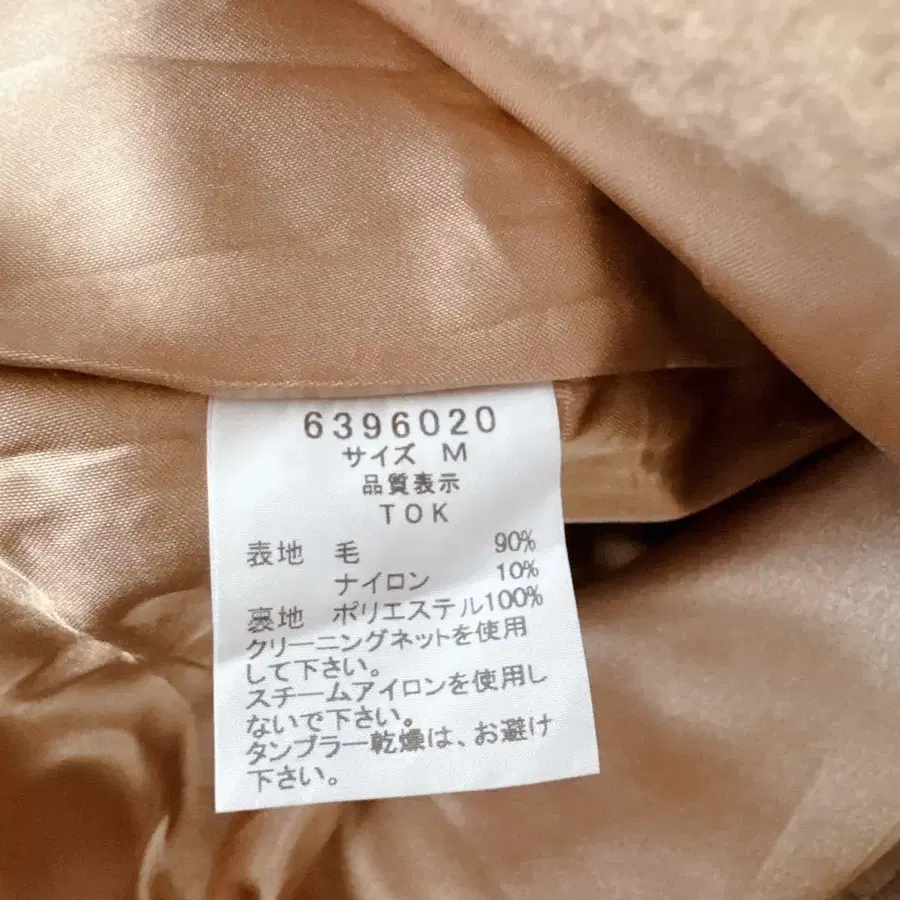 6396020
サイズ M
品質表示
TOK
表地 毛 90%
ナイロン 10%
裏地 ポリエステル100%
クリーニングネットを使用
して下さい。
スチームアイロンを使用し
ないで下さい。
タンブラー乾燥は、お避け
下さい。